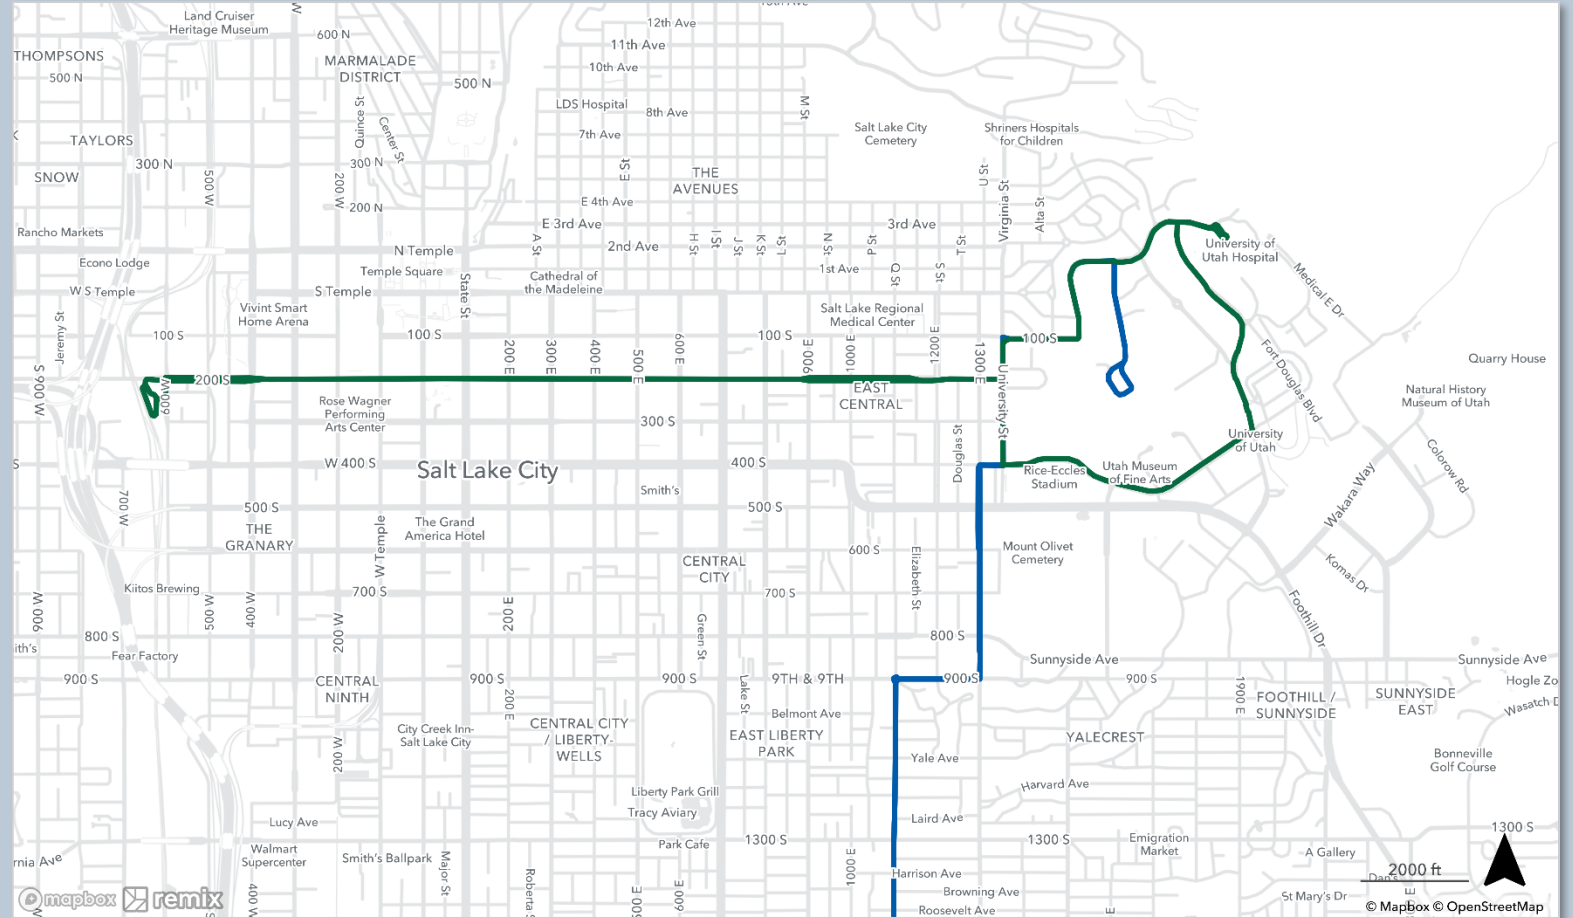 Land Cruiser
Heritage Museum
12th Ave
600 N
11th Ave
THOMPSONS
MARMALADE
DISTRICT
10th Ave
500 N
500 N
LDS Hospital
8th Ave
M St
Quince St
Center St
7th Ave
Salt Lake City
Cemetery
Shriners Hospitals
for Children
TAYLORS
300 N
300 N
E St
THE
AVENUES
U St
SNOW
500 W
200 W
200 N
E 4th Ave
Virginia St
Alta St
Rancho Markets
E 3rd Ave
3rd Ave
A St
2nd Ave
H St
I St
J St
K St
L St
N St
P St
T St
N Temple
University of
Utah Hospital
Econo Lodge
Temple Square
Cathedral of
the Madeleine
1st Ave
Q St
S St
Medical E Dr
W S Temple
S Temple
State St
Vivint Smart
Home Arena
Salt Lake Regional
Medical Center
Jeremy St
100 S
100 S
100 S
100 S
200 E
300 E
400 E
500 E
600 E
900 E
1000 E
1200 E
1300 E
Fort Douglas Blvd
Quarry House
S 900 W
600 W
200 S
EAST
CENTRAL
University St
Natural History
Museum of Utah
Rose Wagner
Performing
Arts Center
300 S
Douglas St
University
of Utah
Colorow Rd
W 400 S
Salt Lake City
400 S
Rice-Eccles
Stadium
Utah Museum
of Fine Arts
Wakara Way
700 W
Smith's
500 S
500 S
THE
GRANARY
The Grand
America Hotel
W Temple
600 S
Elizabeth St
Mount Olivet
Cemetery
CENTRAL
CITY
Komas Dr
Kiitos Brewing
700 S
700 S
Foothill Dr
900 W
500 W
400 W
200 W
200 E
Green St
800 S
800 S
ith's
Fear Factory
Sunnyside Ave
Sunnyside Ave
900 S
CENTRAL
NINTH
900 S
200 E
900 S
Lake St
9TH & 9TH
900 S
900 S
1900 E
FOOTHILL /
SUNNYSIDE
SUNNYSIDE
EAST
Hogle Zo
Wasatch D
City Creek Inn-
Salt Lake City
CENTRAL CITY
/ LIBERTY-
WELLS
Belmont Ave
EAST LIBERTY
PARK
YALECREST
200 W
Yale Ave
Bonneville
Golf Course
Harvard Ave
Liberty Park Grill
Tracy Aviary
Lucy Ave
Laird Ave
1300 S
1300 S
1300 S
Park Cafe
Walmart
Supercenter
Smith's Ballpark
Emigration
Market
A Gallery
rnia Ave
Major St
1000 E
Harrison Ave
2000 ft
Dan's
400 W
Roberta S
500 E
600 E
Browning Ave
St Mary's Dr
Roosevelt Ave
mapbox
remix
© Mapbox © OpenStreetMap